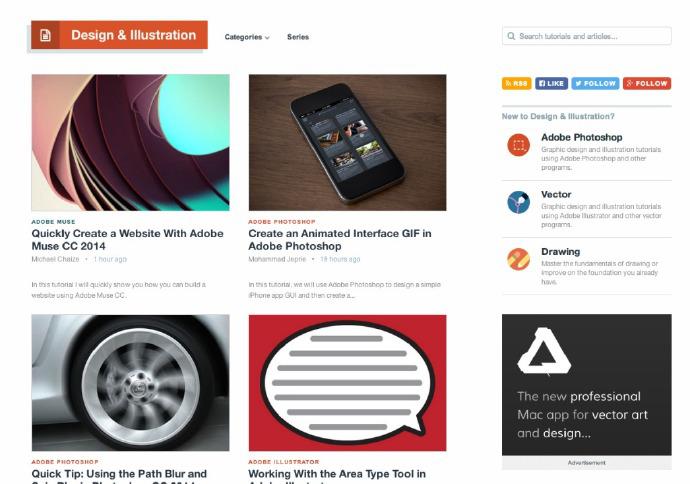 Design & Illustration
Categories
Series
Search tutorials and articles...
RSS
LIKE
FOLLOW
FOLLOW
New to Design & Illustration?
Adobe Photoshop
Graphic design and illustration tutorials
using Adobe Photoshop and other
programs.
Vector
Graphic design and illustration tutorials
using Adobe Illustrator and other vector
programs.
Drawing
Master the fundamentals of drawing or
improve on the foundation you already
have.
ADOBE MUSE
Quickly Create a Website With Adobe
Muse CC 2014
Michael Chaize • 1 hour ago
In this tutorial I will quickly show you how you can build a
website using Adobe Muse CC.
ADOBE PHOTOSHOP
Create an Animated Interface GIF in
Adobe Photoshop
Mohammad Jeprie • 19 hours ago
In this tutorial, we will use Adobe Photoshop to design a simple
iPhone app GUI and then create a...
The new professional
Mac app for vector art
and design...
Advertisement
ADOBE PHOTOSHOP
Quick Tip: Using the Path Blur and
ADOBE ILLUSTRATOR
Working With the Area Type Tool in